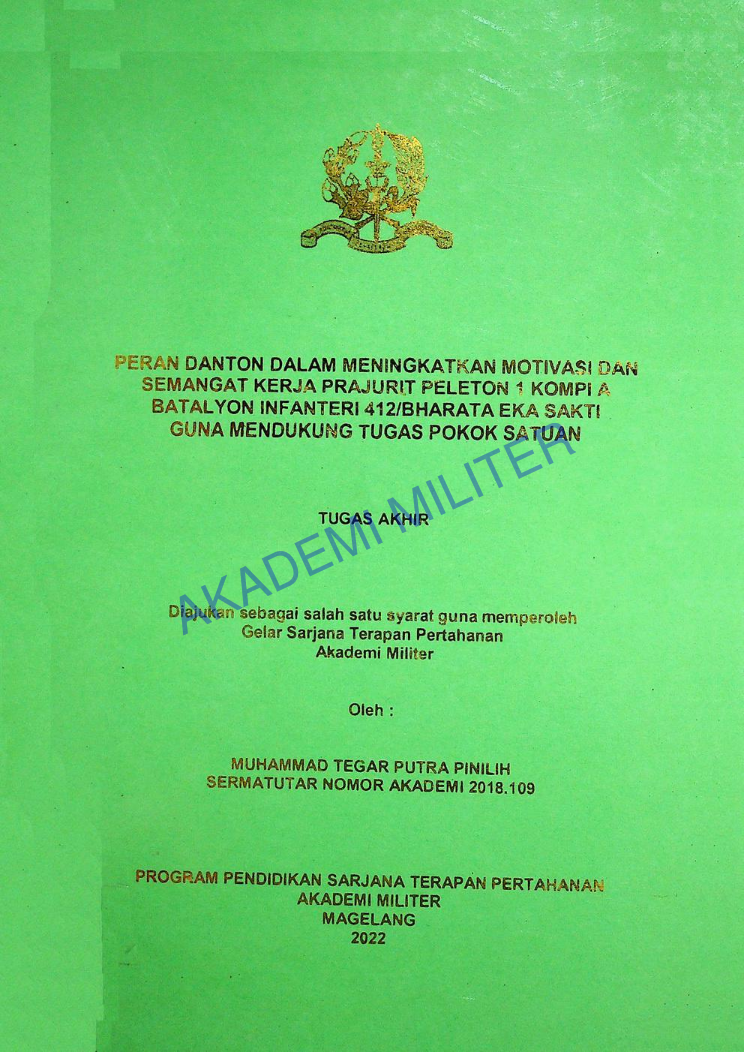 PERAN DANTON DALAM MENINGKATKAN MOTIVASI DAN
SEMANGAT KERJA PRAJURIT PELETON 1 KOMPI A
BATALYON INFANTERI 412/BHARATA EKA SAKTI
GUNA MENDUKUNG TUGAS POKOK SATUAN
TUGAS AKHIR
AKADEMI MILITER
Diajukan sebagai salah satu syarat guna memperoleh
Gelar Sarjana Terapan Pertahanan
Akademi Militer
Oleh :
MUHAMMAD TEGAR PUTRA PINILIH
SERMATUTAR NOMOR AKADEMI 2018.109
PROGRAM PENDIDIKAN SARJANA TERAPAN PERTAHANAN
AKADEMI MILITER
MAGELANG
2022